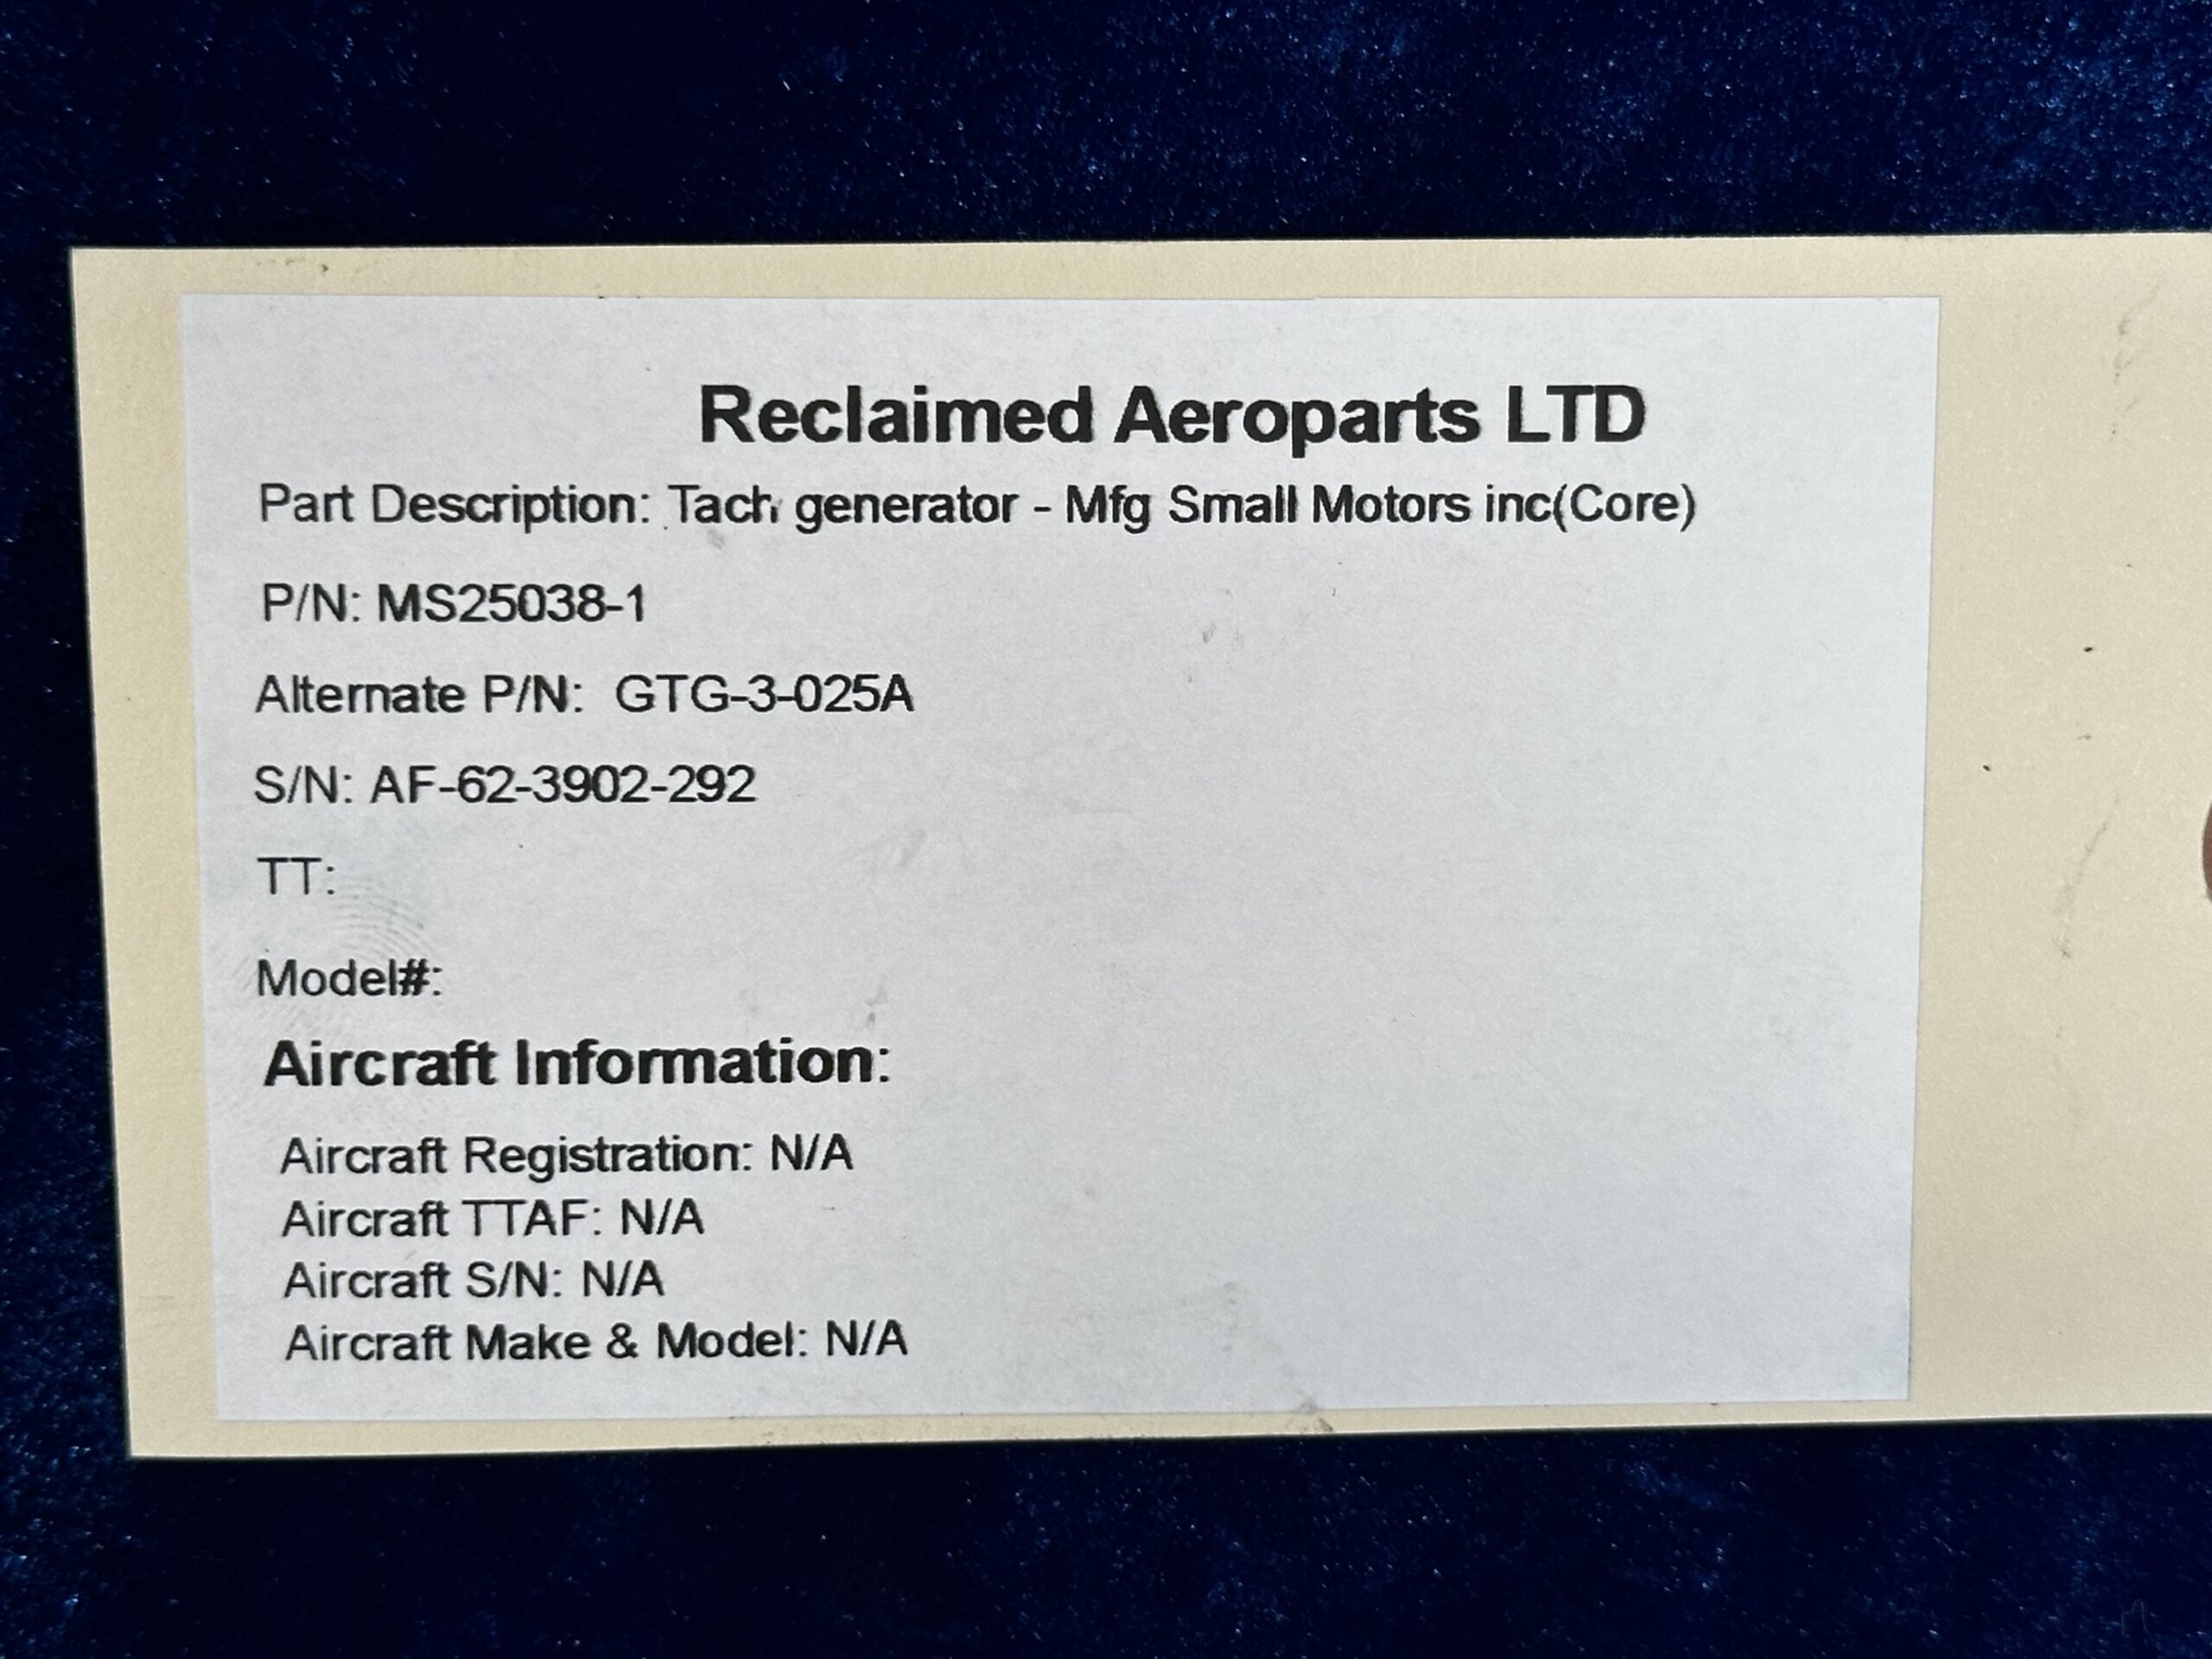 Reclaimed Aeroparts LTD
Part Description: Tach generator - Mfg Small Motors inc(Core)
P/N: MS25038-1
Alternate P/N: GTG-3-025A
S/N: AF-62-3902-292
TT:
Model#:
Aircraft Information:
Aircraft Registration: N/A
Aircraft TTAF: N/A
Aircraft S/N: N/A
Aircraft Make & Model: N/A